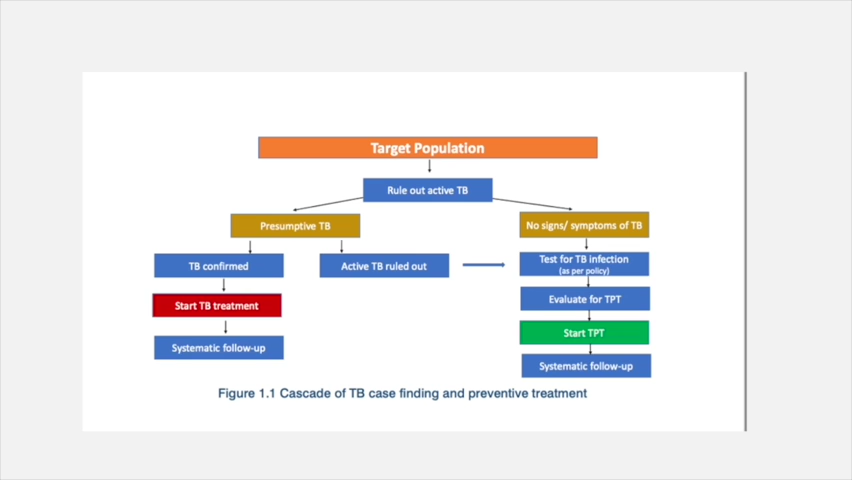 Target Population
Rule out active TB
Presumptive TB
No signs/ symptoms of TB
TB confirmed
Active TB ruled out
Test for TB infection
(as per policy)
Start TB treatment
Evaluate for TPT
Start TPT
Systematic follow-up
Systematic follow-up
Figure 1.1 Cascade of TB case finding and preventive treatment